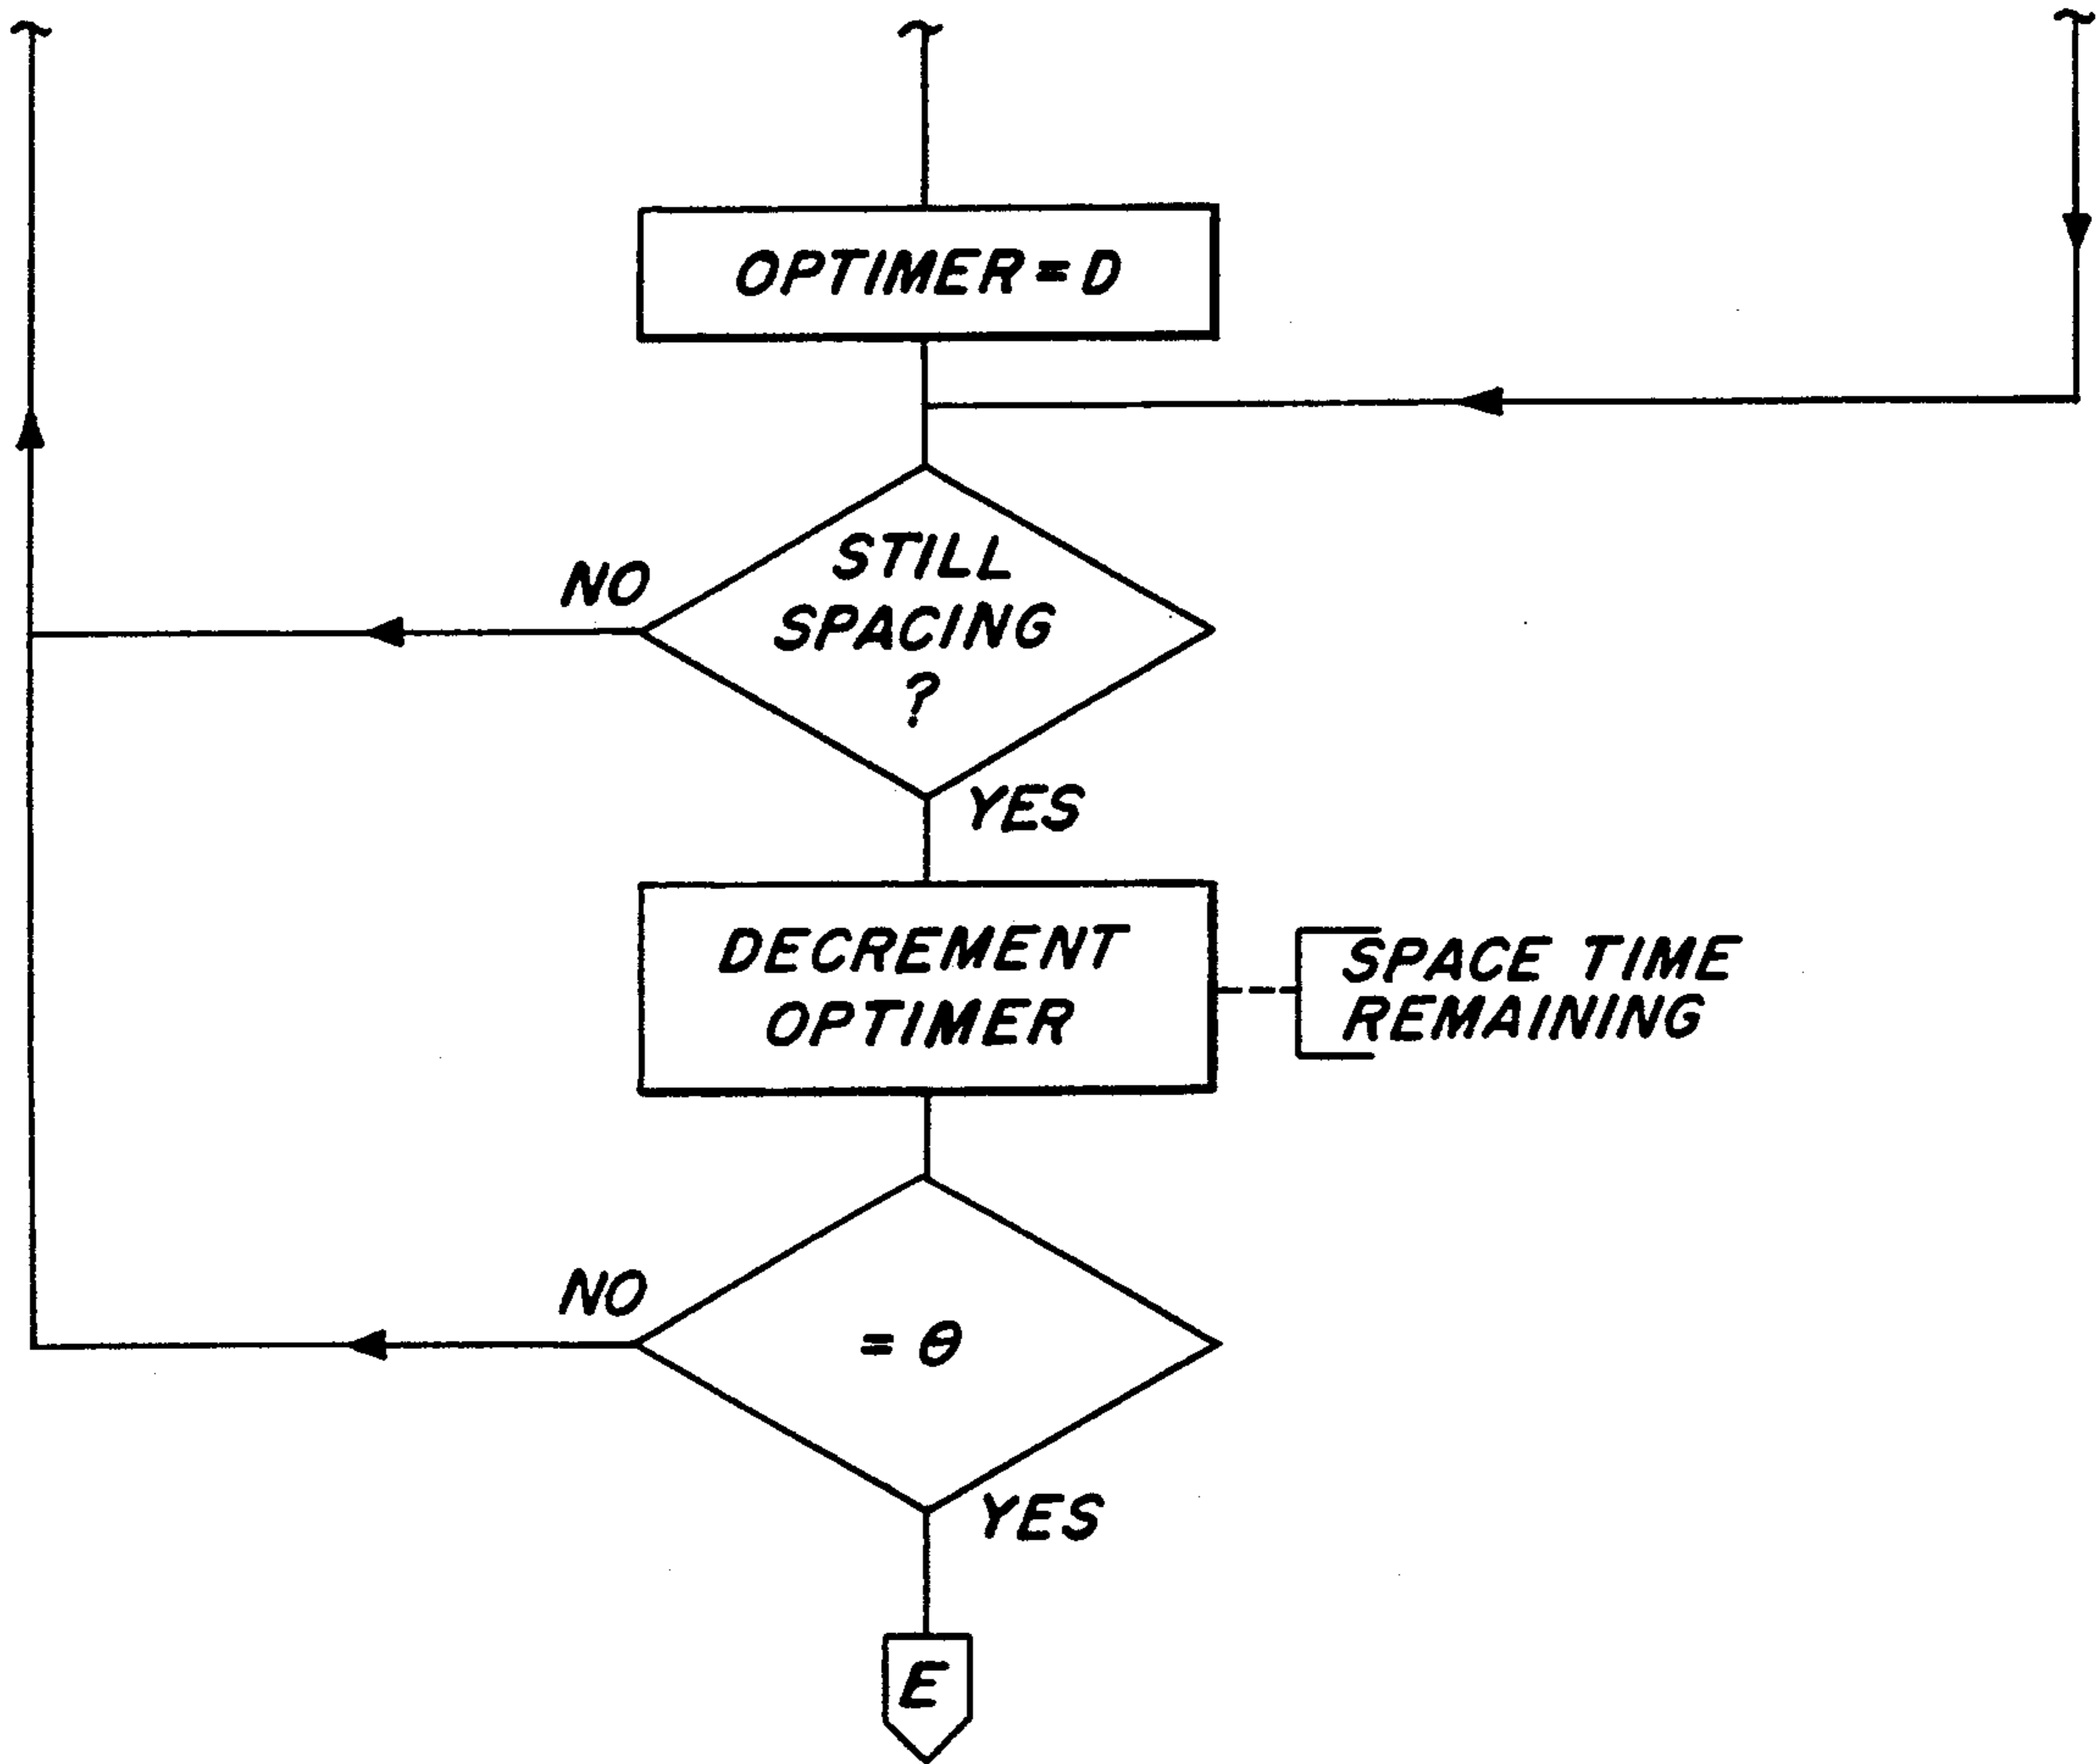 OPTIMER = D
STILL
SPACING
?
NO
YES
DECREMENT
OPTIMER
SPACE TIME
REMAINING
NO
= θ
YES
E